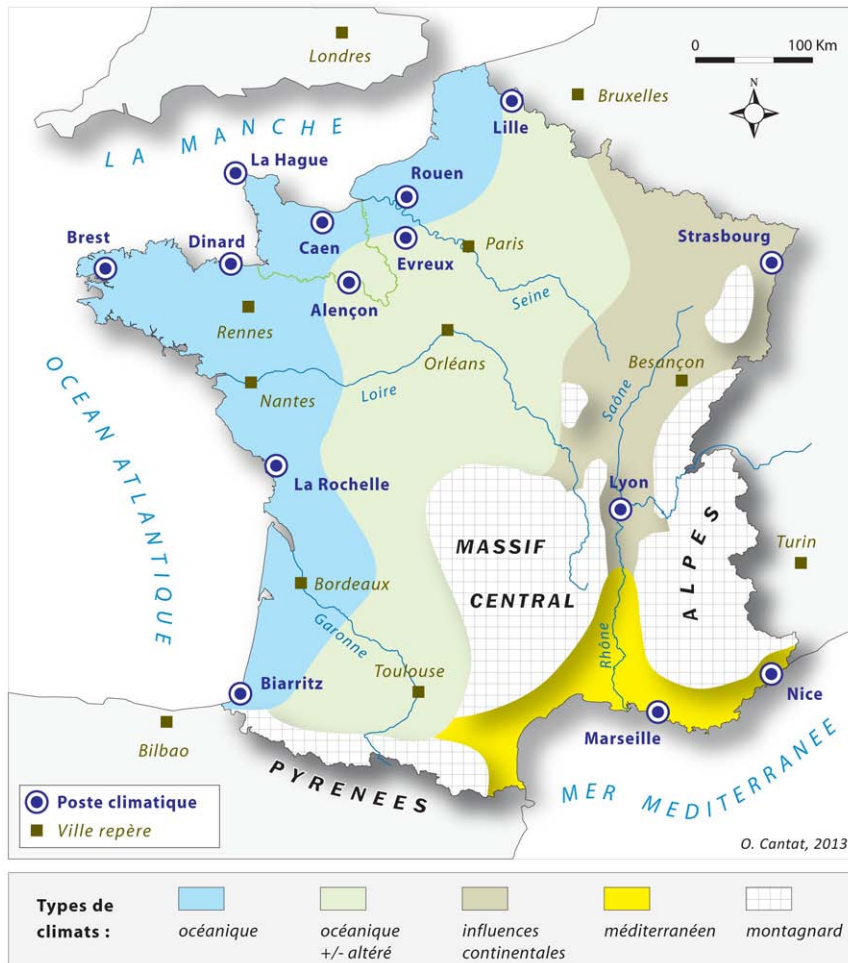 Londres
0 100 Km
N
Bruxelles
LA MANCHE
Lille
La Hague
Rouen
Brest
Dinard
Caen
Evreux
Paris
Strasbourg
Alençon
Seine
Rennes
Orléans
Besançon
OCEAN ATLANTIQUE
Nantes
Loire
Saône
La Rochelle
Lyon
MASSIF
CENTRAL
ALPES
Turin
Bordeaux
Garonne
Rhône
Toulouse
Biarritz
Nice
Marseille
Bilbao
PYRENEES
MER MEDITERRANEE
Poste climatique
Ville repère
O. Cantat, 2013
Types de
climats :
océanique
océanique
+/- altéré
influences
continentales
méditerranéen
montagnard